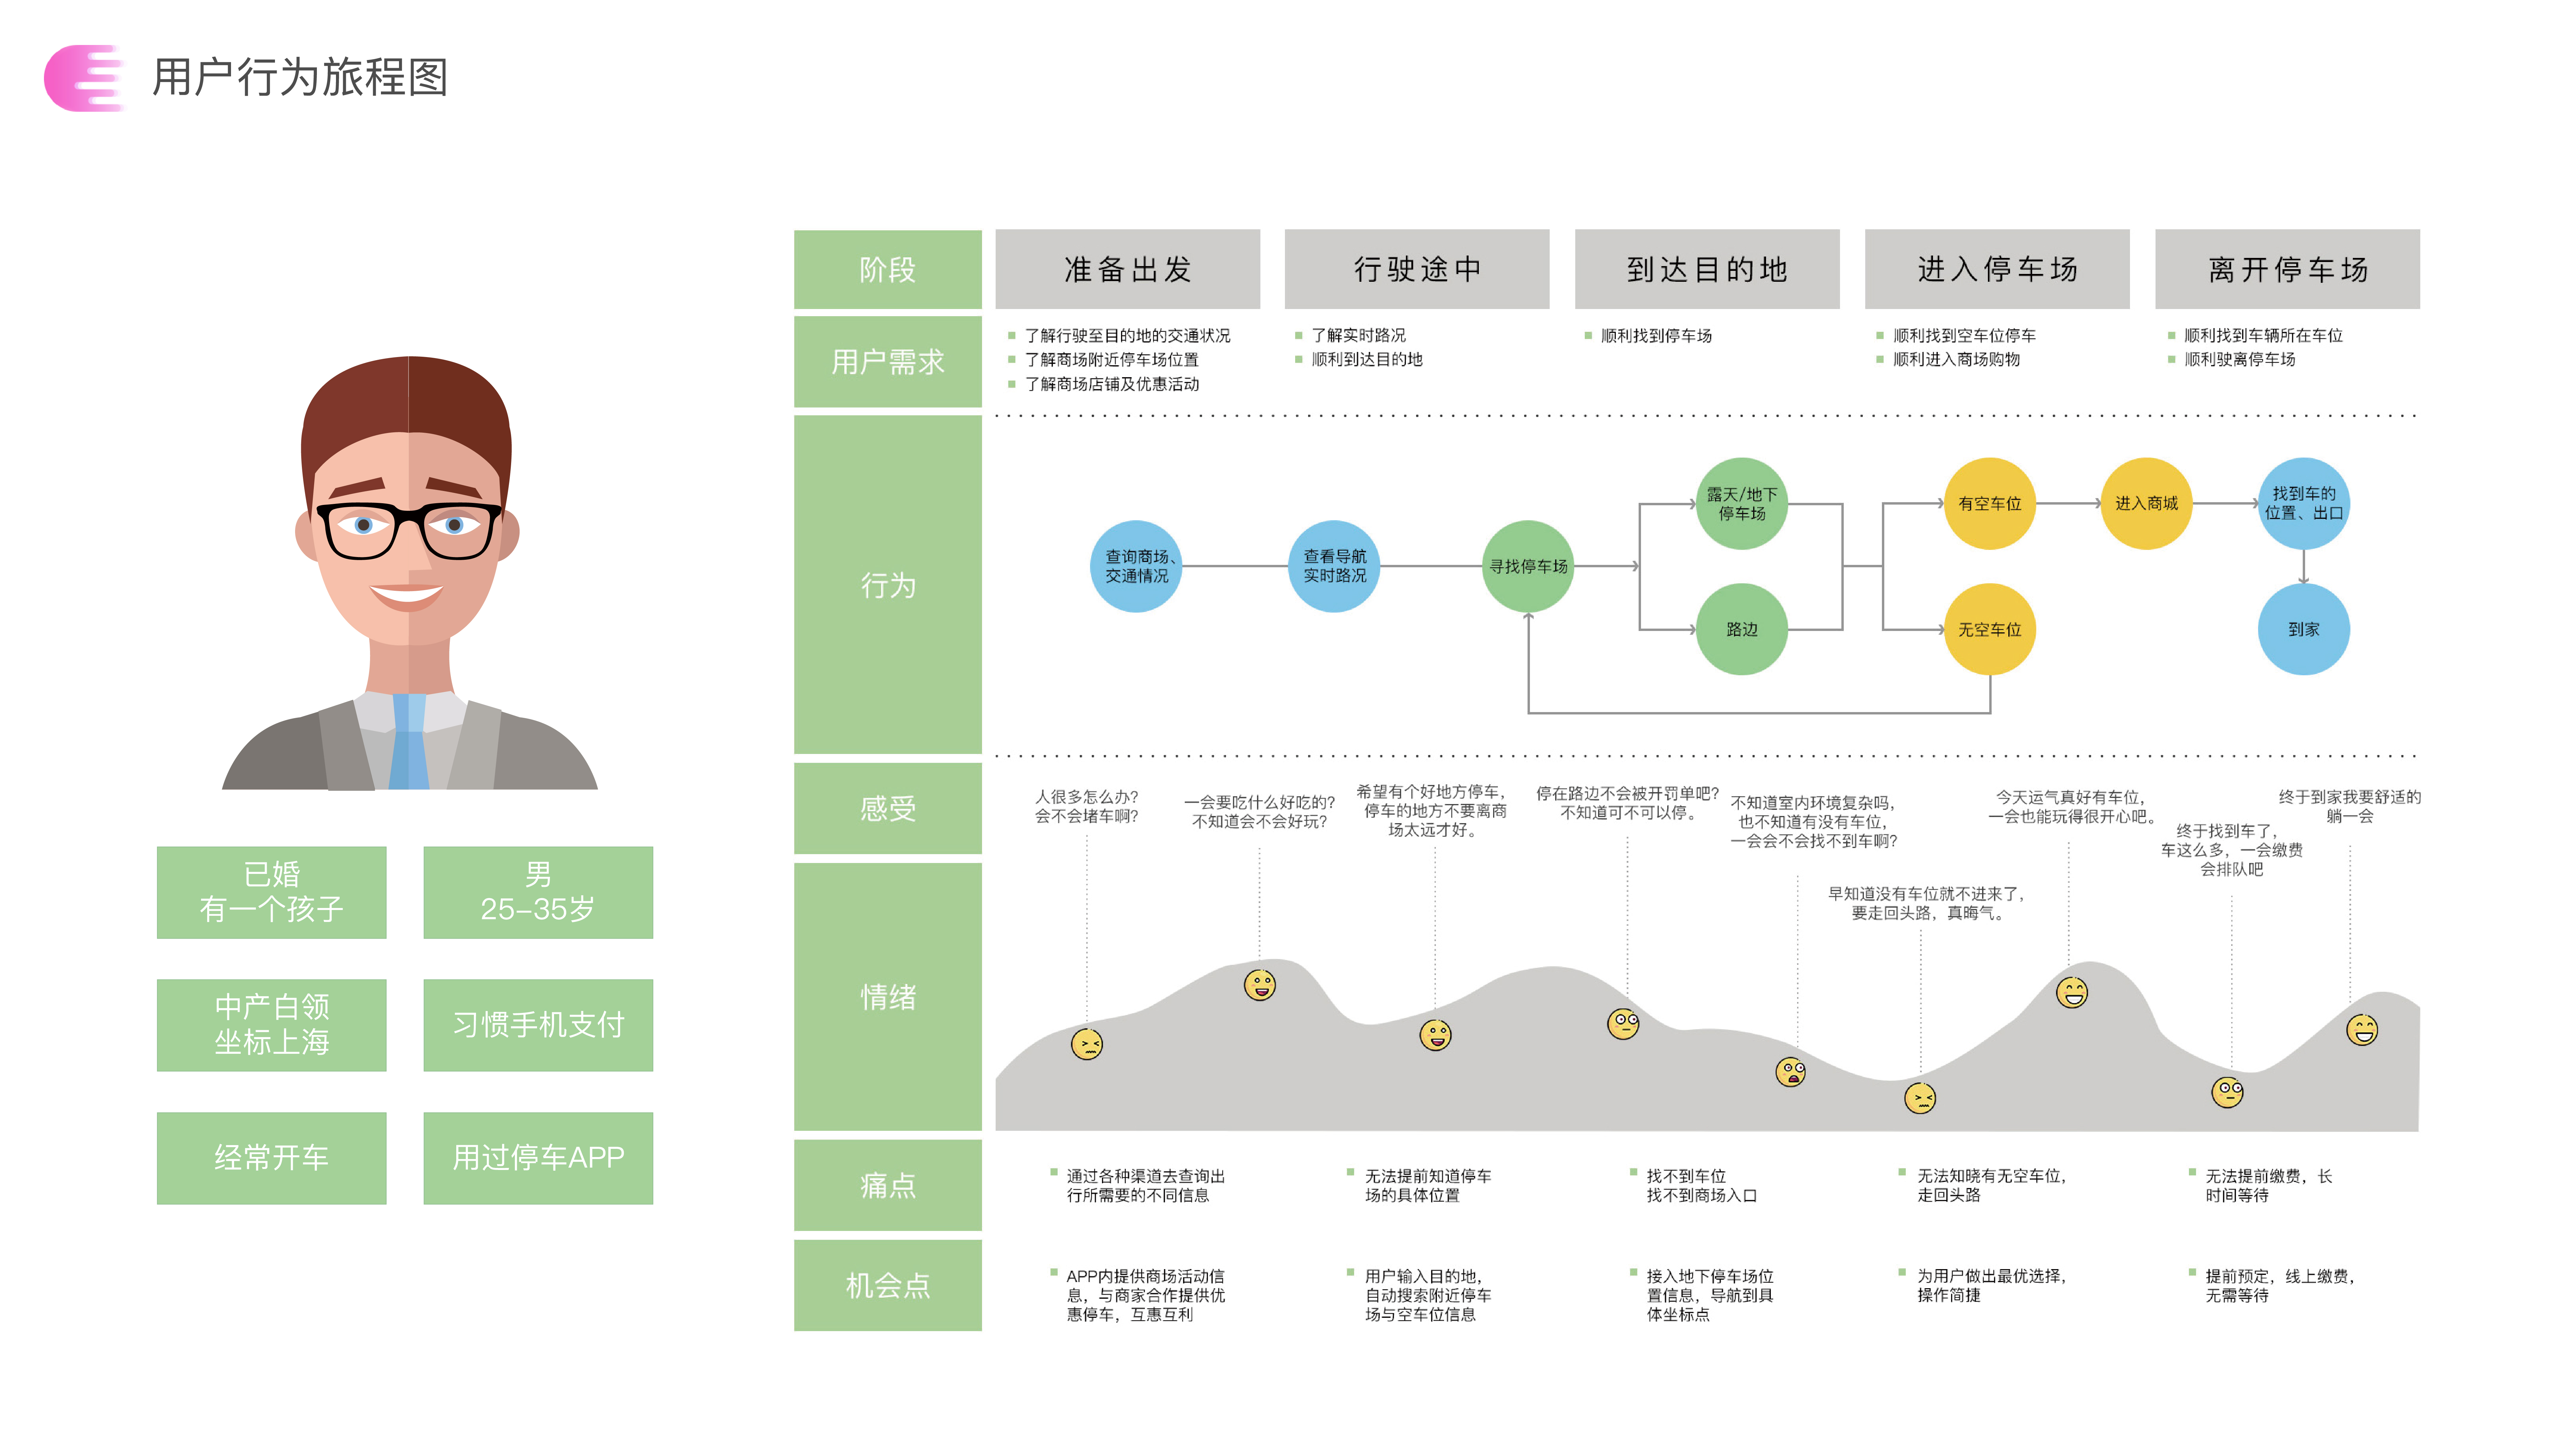 用户行为旅程图
已婚
有一个孩子
男
25-35岁
中产白领
坐标上海
习惯手机支付
经常开车
用过停车APP
阶段
准备出发
行驶途中
到达目的地
进入停车场
离开停车场
用户需求
了解行驶至目的地的交通状况
了解商场附近停车场位置
了解商场店铺及优惠活动
了解实时路况
顺利到达目的地
顺利找到停车场
顺利找到空车位停车
顺利进入商场购物
顺利找到车辆所在车位
顺利驶离停车场
行为
查询商场、
交通情况
查看导航
实时路况
寻找停车场
露天/地下
停车场
路边
有空车位
无空车位
进入商城
找到车的
位置、出口
到家
感受
人很多怎么办?
会不会堵车啊?
一会要吃什么好吃的?
不知道会不会好玩?
希望有个好地方停车，
停车的地方不要离商
场太远才好。
停在路边不会被开罚单吧?
不知道可不可以停。
不知道室内环境复杂吗，
也不知道有没有车位，
一会会不会找不到车啊?
早知道没有车位就不进来了，
要走回头路，真晦气。
今天运气真好有车位，
一会也能玩得很开心吧。
终于找到车了，
车这么多，一会缴费
会排队吧
终于到家我要舒适的
躺一会
情绪
痛点
通过各种渠道去查询出
行所需要的不同信息
无法提前知道停车
场的具体位置
找不到车位
找不到商场入口
无法知晓有无空车位，
走回头路
无法提前缴费，长
时间等待
机会点
APP内提供商场活动信
息，与商家合作提供优
惠停车，互惠互利
用户输入目的地，
自动搜索附近停车
场与空车位信息
接入地下停车场位
置信息，导航到具
体坐标点
为用户做出最优选择，
操作简捷
提前预定，线上缴费，
无需等待